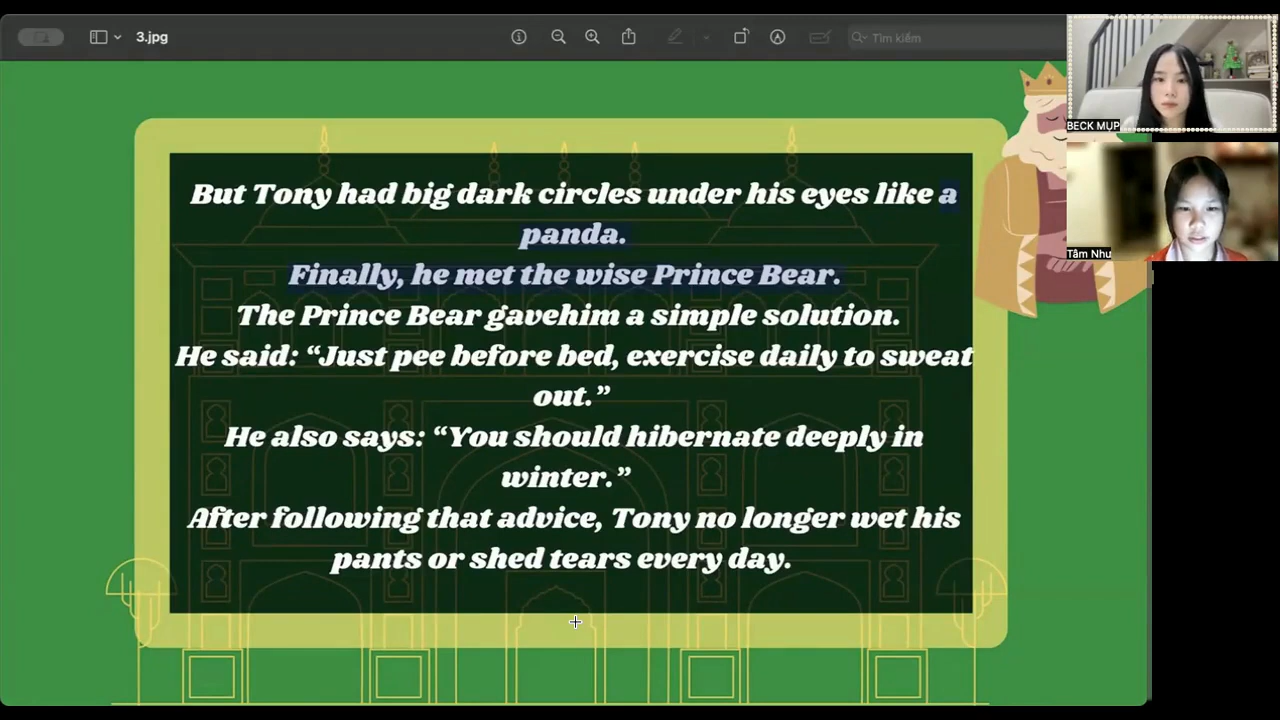 3.jpg
Tìm kiếm
BECK MỤP
Tâm Như
But Tony had big dark circles under his eyes like a
panda.
Finally, he met the wise Prince Bear.
The Prince Bear gavehim a simple solution.
He said: “Just pee before bed, exercise daily to sweat
out.”
He also says: “You should hibernate deeply in
winter.”
After following that advice, Tony no longer wet his
pants or shed tears every day.